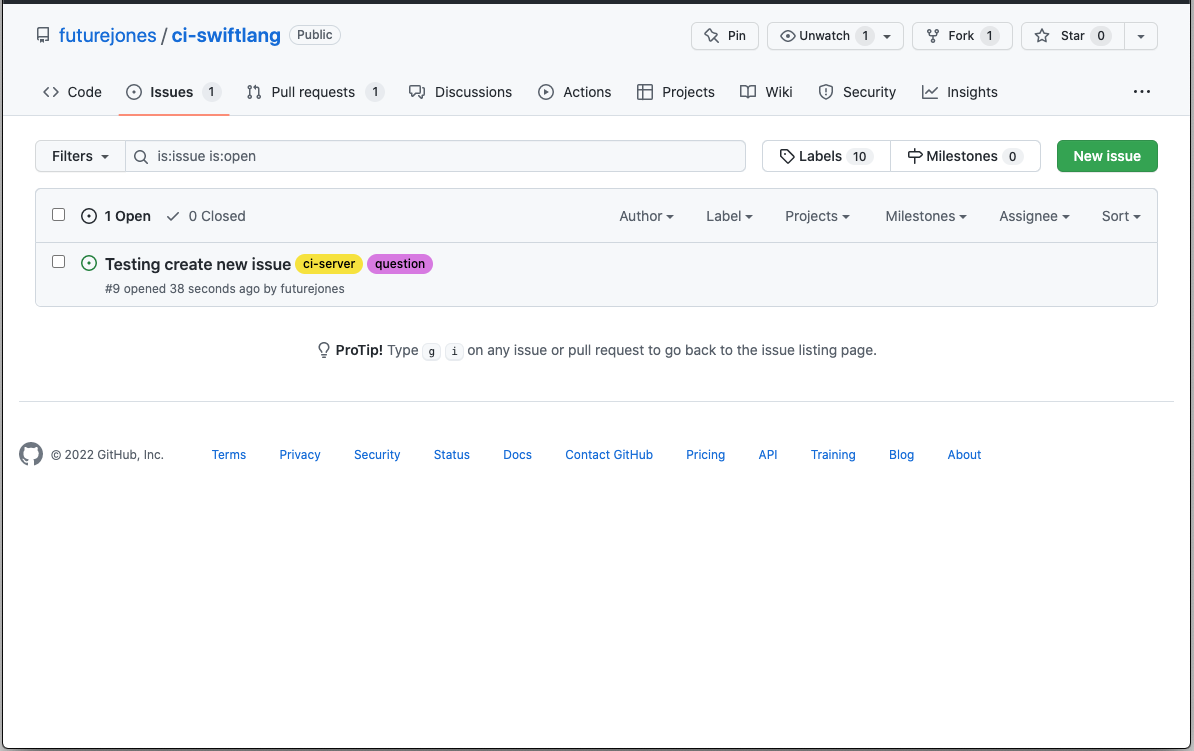 futurejones / ci-swiftlang Public Pin Unwatch 1 Fork 1 Star 0
Code Issues 1 Pull requests 1 Discussions Actions Projects Wiki Security Insights
Filters is:issue is:open Labels 10 Milestones 0 New issue
1 Open 0 Closed Author Label Projects Milestones Assignee Sort
Testing create new issue ci-server question
#9 opened 38 seconds ago by futurejones
ProTip! Type g i on any issue or pull request to go back to the issue listing page.
© 2022 GitHub, Inc. Terms Privacy Security Status Docs Contact GitHub Pricing API Training Blog About